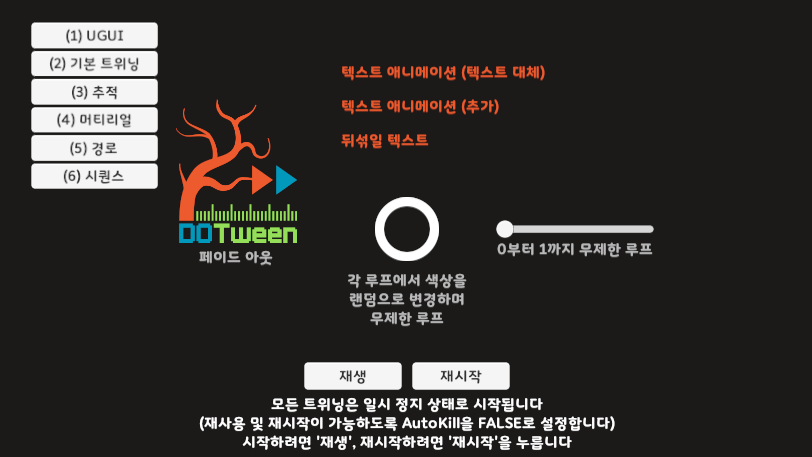 (1) UGUI
(2) 기본 트위닝
(3) 추적
(4) 머티리얼
(5) 경로
(6) 시퀀스
텍스트 애니메이션 (텍스트 대체)
텍스트 애니메이션 (추가)
뒤섞일 텍스트
DOTween
페이드 아웃
각 루프에서 색상을
랜덤으로 변경하며
무제한 루프
0부터 1까지 무제한 루프
재생
재시작
모든 트위닝은 일시 정지 상태로 시작됩니다
(재사용 및 재시작이 가능하도록 AutoKill을 FALSE로 설정합니다)
시작하려면 '재생', 재시작하려면 '재시작'을 누릅니다